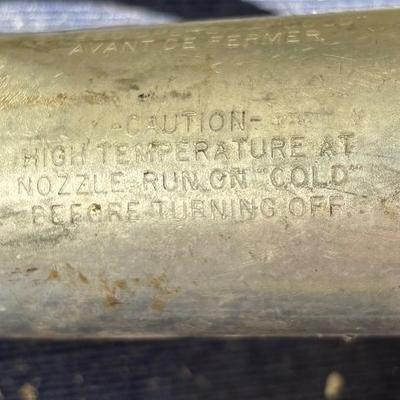 AVANT DE FERMER
-CAUTION-
HIGH TEMPERATURE AT
NOZZLE RUN ON "COLD"
BEFORE TURNING OFF